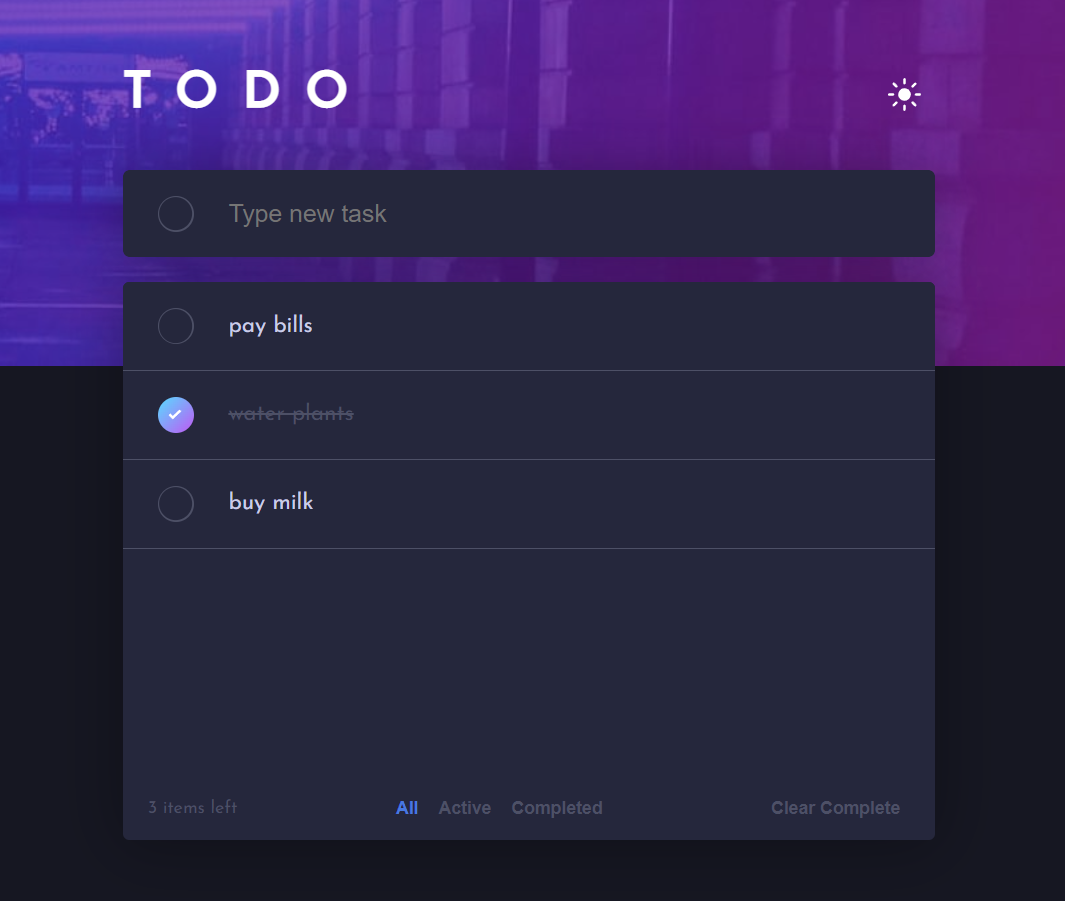 T O D O
Type new task
pay bills
water plants
buy milk
3 items left All Active Completed Clear Complete